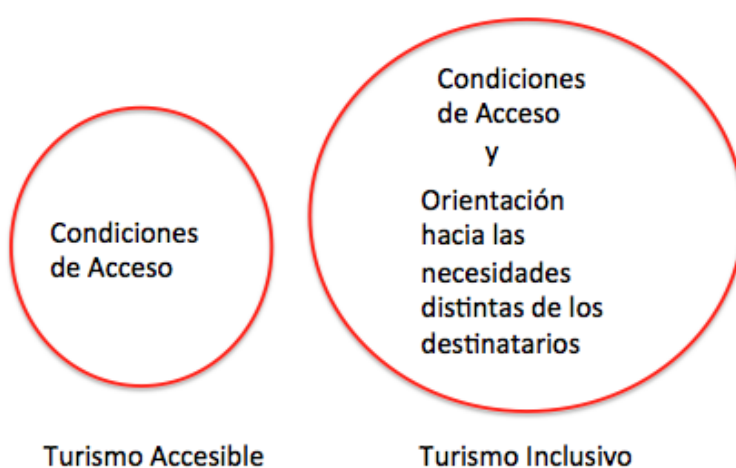 Condiciones
de Acceso
Condiciones
de Acceso
y
Orientación
hacia las
necesidades
distintas de los
destinatarios
Turismo Accesible
Turismo Inclusivo